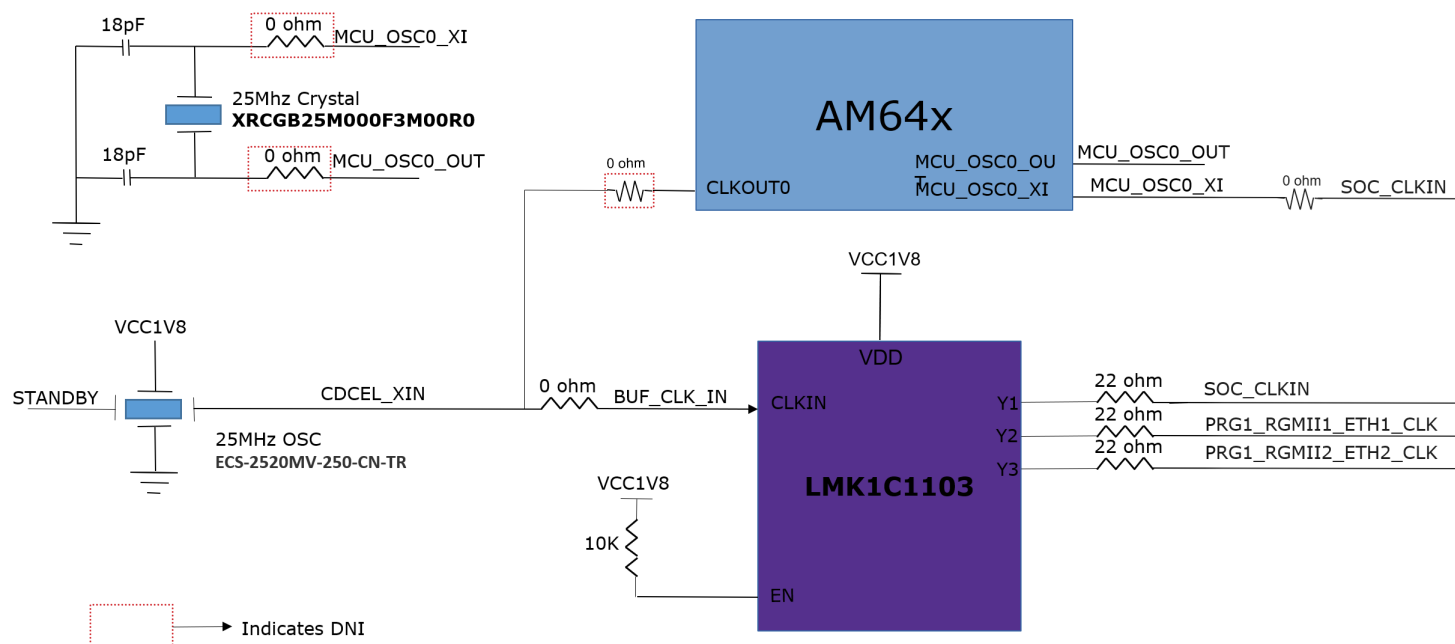 18pF
0 ohm
MCU_OSC0_XI
25Mhz Crystal
XRCGB25M000F3M00R0
18pF
0 ohm
MCU_OSC0_OUT
AM64x
0 ohm
CLKOUT0
MCU_OSC0_OU
T
MCU_OSC0_XI
MCU_OSC0_OUT
MCU_OSC0_XI
0 ohm
SOC_CLKIN
VCC1V8
VCC1V8
STANDBY
CDCEL_XIN
25MHz OSC
ECS-2520MV-250-CN-TR
0 ohm
BUF_CLK_IN
VDD
CLKIN
Y1
Y2
Y3
LMK1C1103
EN
22 ohm
SOC_CLKIN
22 ohm
PRG1_RGMII1_ETH1_CLK
22 ohm
PRG1_RGMII2_ETH2_CLK
VCC1V8
10K
Indicates DNI